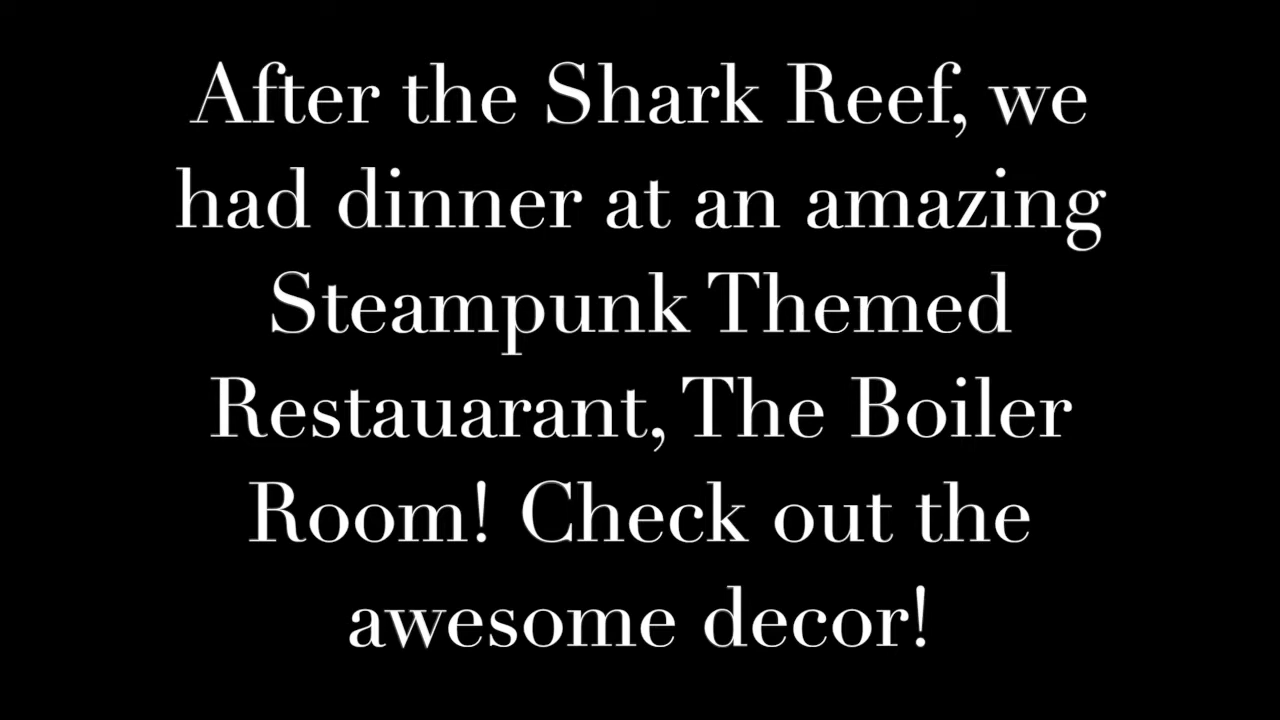 After the Shark Reef, we
had dinner at an amazing
Steampunk Themed
Restauarant, The Boiler
Room! Check out the
awesome decor!